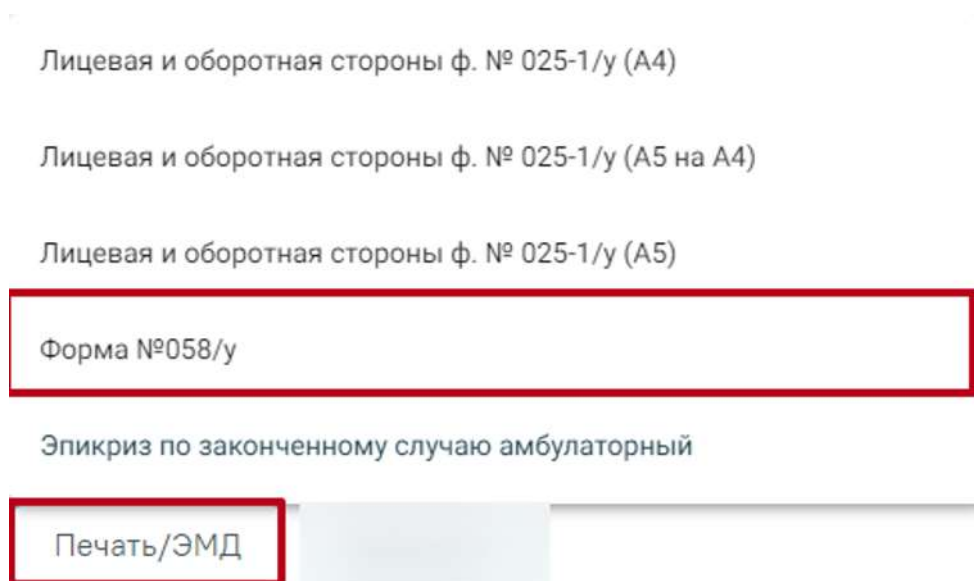 Лицевая и оборотная стороны ф. № 025-1/у (А4)
Лицевая и оборотная стороны ф. № 025-1/у (А5 на А4)
Лицевая и оборотная стороны ф. № 025-1/у (А5)
Форма №058/у
Эпикриз по законченному случаю амбулаторный
Печать/ЭМД